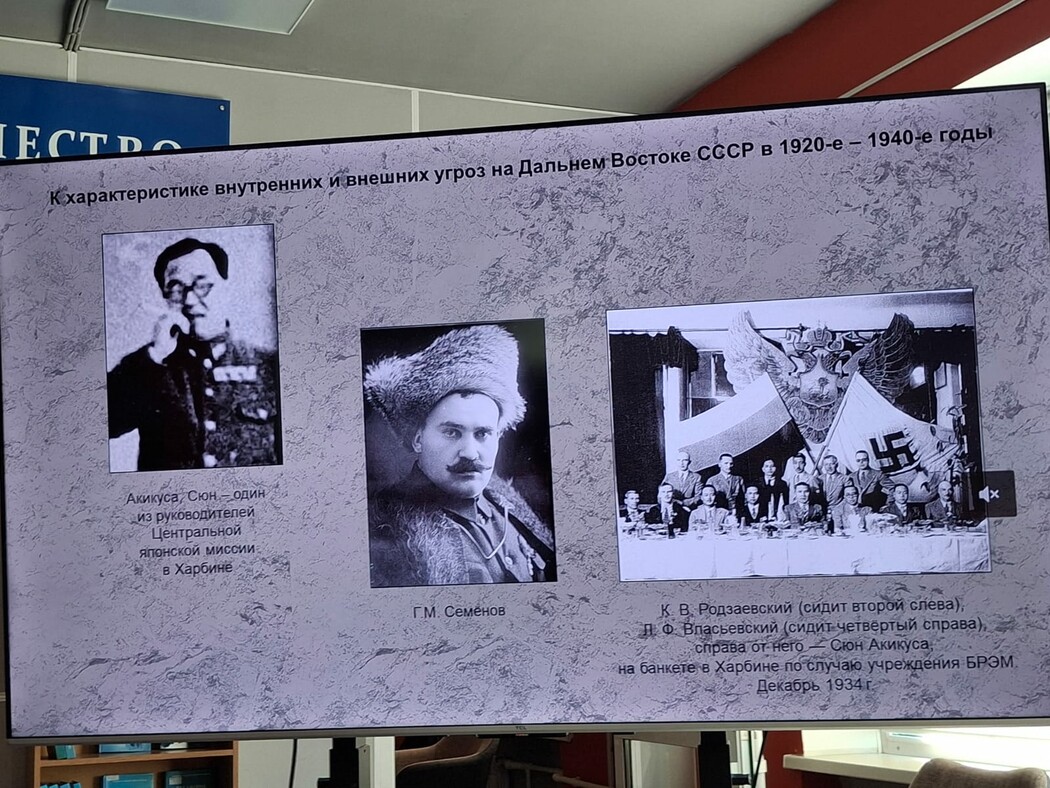 ЧЕСТВО
К характеристике внутренних и внешних угроз на Дальнем Востоке СССР в 1920-е – 1940-е годы
Акикуса, Сюн – один
из руководителей
Центральной
японской миссии
в Харбине
Г.М. Семенов
К. В. Родзаевский (сидит второй слева),
Л. Ф. Власьевский (сидит четвертый справа),
справа от него — Сюн Акикуса,
на банкете в Харбине по случаю учреждения БРЭМ.
Декабрь 1934 г.